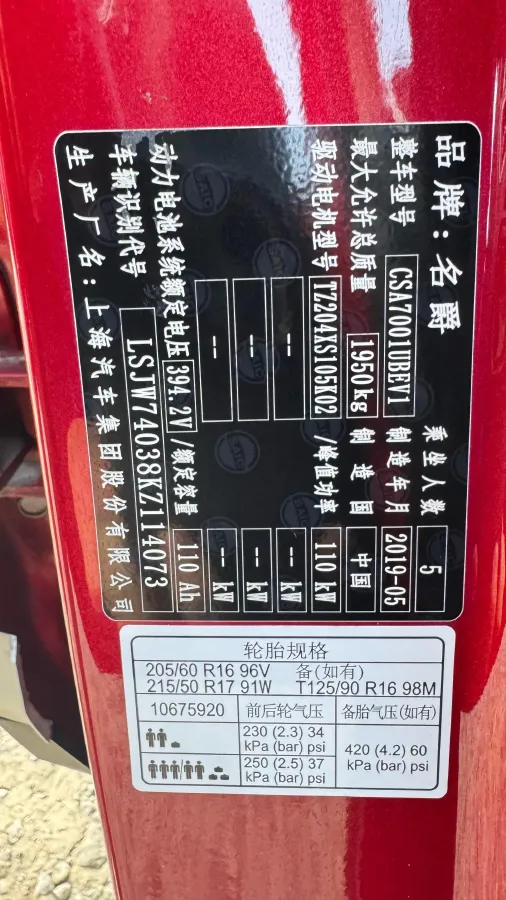 品牌：名爵
乘坐人数 5
整车型号 CSA7001UBEV1 制造年月 2019-05
最大允许总质量 1950kg 制造国 中国
驱动电机型号 TZ204XS105K02 /峰值功率 110 kW
-- -- kW
-- -- kW
-- -- kW
动力电池系统额定电压 394.2V /额定容量 110 Ah
车辆识别代号 LSJW74038KZ114073
生产厂名：上海汽车集团股份有限公司
轮胎规格
205/60 R16 96V 备(如有)
215/50 R17 91W T125/90 R16 98M
10675920 前后轮气压 备胎气压(如有)
230 (2.3) 34
kPa (bar) psi
250 (2.5) 37
kPa (bar) psi
420 (4.2) 60
kPa (bar) psi